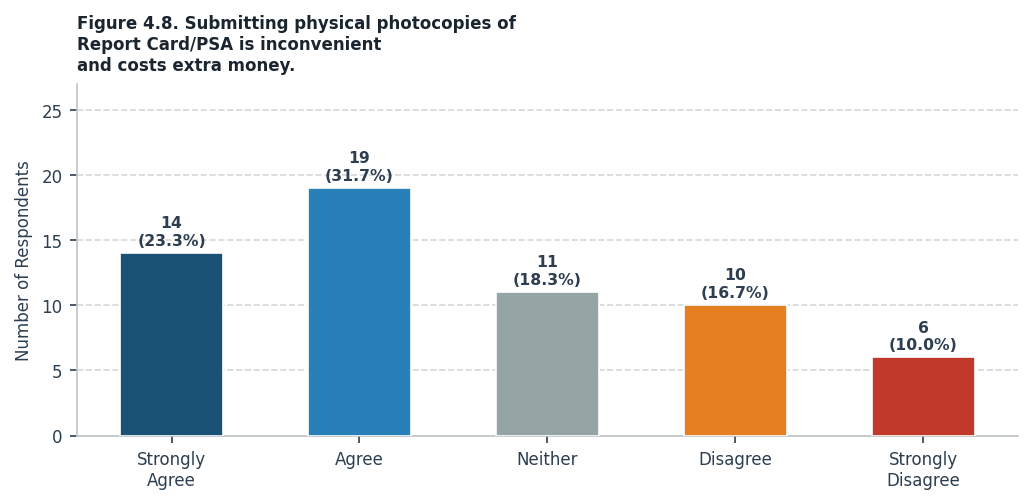 Figure 4.8. Submitting physical photocopies of
Report Card/PSA is inconvenient
and costs extra money.
Number of Respondents
25
20
15
10
5
0
14
(23.3%)
19
(31.7%)
11
(18.3%)
10
(16.7%)
6
(10.0%)
Strongly
Agree
Agree
Neither
Disagree
Strongly
Disagree